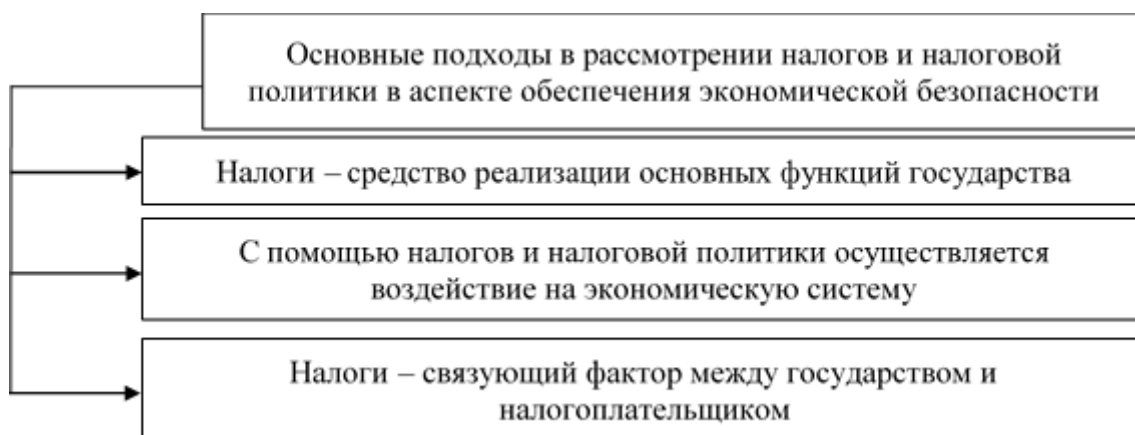 Основные подходы в рассмотрении налогов и налоговой
политики в аспекте обеспечения экономической безопасности
Налоги – средство реализации основных функций государства
С помощью налогов и налоговой политики осуществляется
воздействие на экономическую систему
Налоги – связующий фактор между государством и
налогоплательщиком